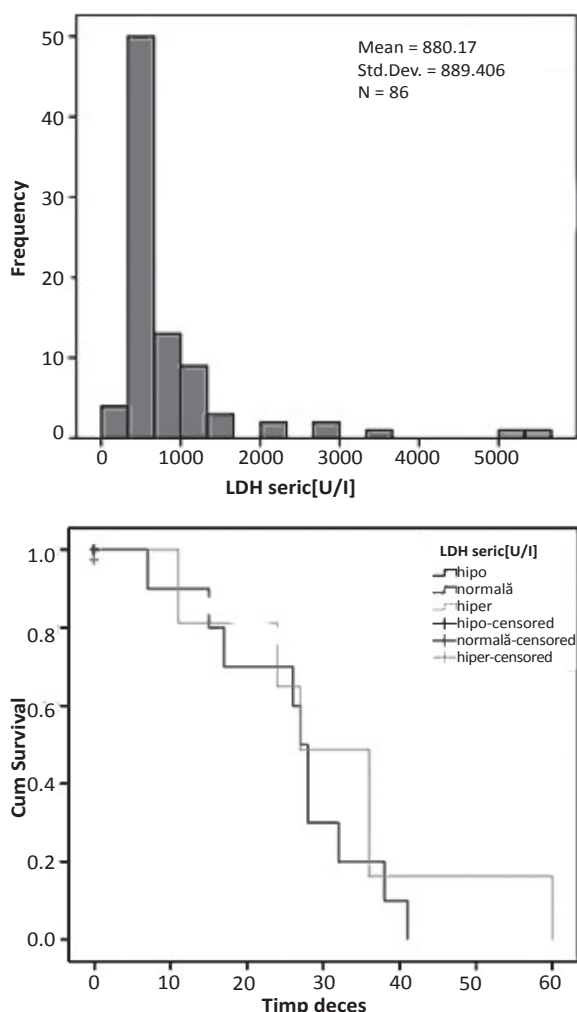 50
40
30
20
10
0
Frequency
Mean = 880.17
Std.Dev. = 889.406
N = 86
0 1000 2000 3000 4000 5000
LDH seric[U/I]
1.0
0.8
0.6
0.4
0.2
0.0
Cum Survival
LDH seric[U/I]
hipo
normală
hiper
hipo-censored
normală-censored
hiper-censored
0 10 20 30 40 50 60
Timp deces